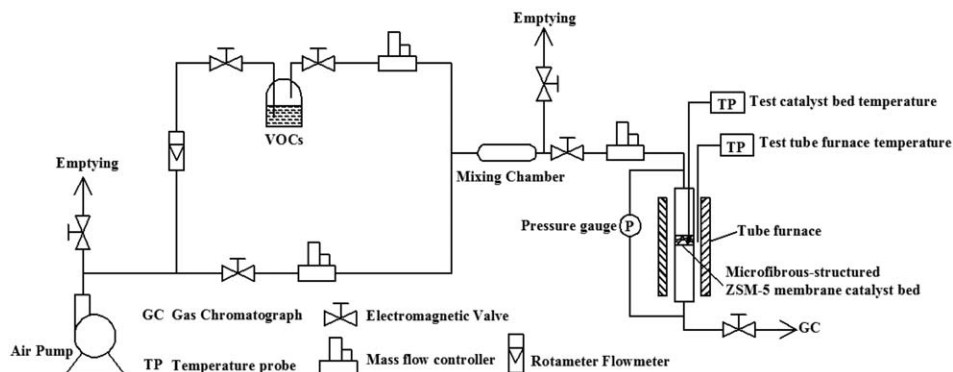 Emptying
TP
Test catalyst bed temperature
VOCs
Emptying
TP
Test tube furnace temperature
Mixing Chamber
Pressure gauge
P
Tube furnace
Microfibrous-structured
ZSM-5 membrane catalyst bed
GC Gas Chromatograph
Electromagnetic Valve
GC
Air Pump
TP Temperature probe
Mass flow controller
Rotameter Flowmeter